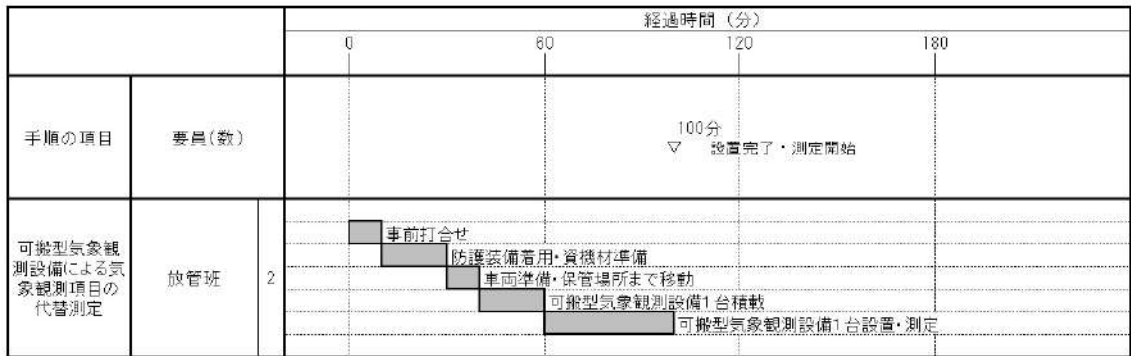 経過時間（分）
0 60 120 180
手順の項目 要員(数)
100分
▽ 設置完了・測定開始
可搬型気象観
測設備による気
象観測項目の
代替測定
放管班 2
事前打合せ
防護装備着用・資機材準備
車両準備・保管場所まで移動
可搬型気象観測設備1台積載
可搬型気象観測設備1台設置・測定